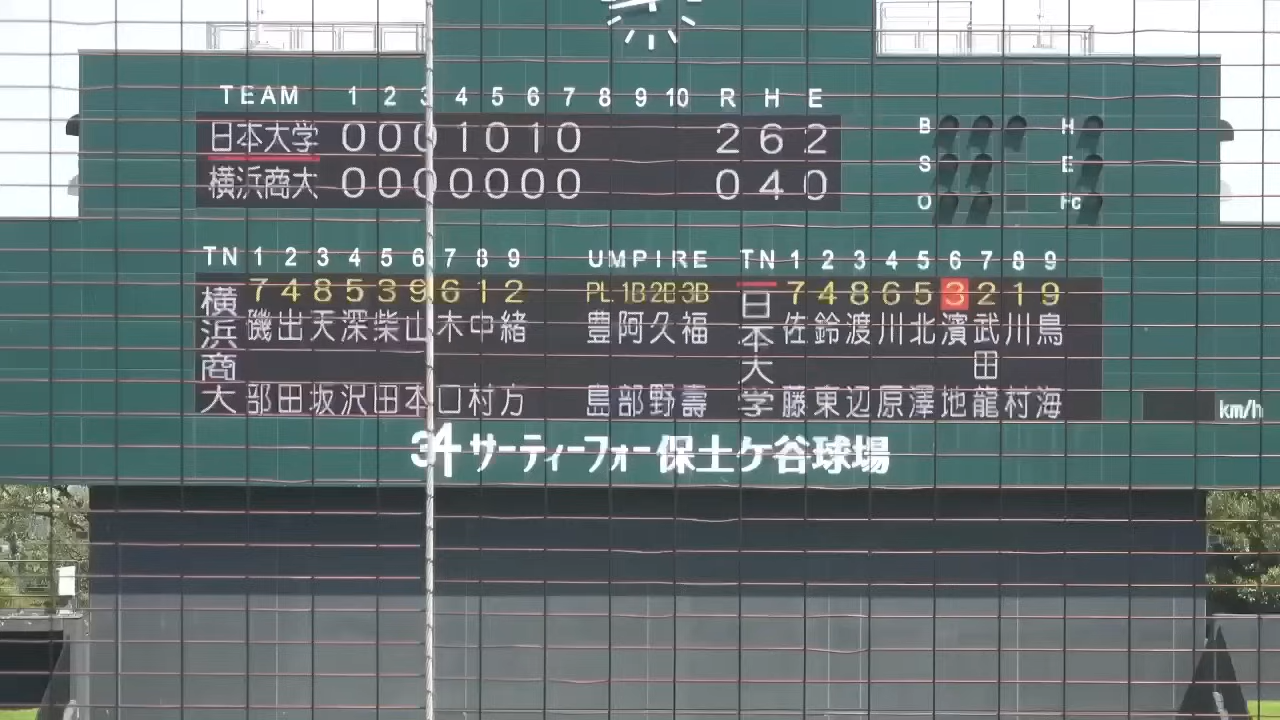 TEAM 1 2 3 4 5 6 7 8 9 10 R H E
日本大学 0 0 0 1 0 1 0 2 6 2
横浜商大 0 0 0 0 0 0 0 0 4 0
B H
S E
O Fc
TN 1 2 3 4 5 6 7 8 9 UMPIRE TN 1 2 3 4 5 6 7 8 9
横浜商大 7 4 8 5 3 9 6 1 2 PL 1B 2B 3B 日本大学 7 4 8 6 5 3 2 1 9
磯部 出田 天坂 深沢 柴田 山本 木口 中村 緒方 豊島 阿部 久野 福壽 佐藤 鈴東 渡辺 川原 北澤 濱地 武田龍 川村 鳥海
km/h
34 サーティーフォー保土ケ谷球場